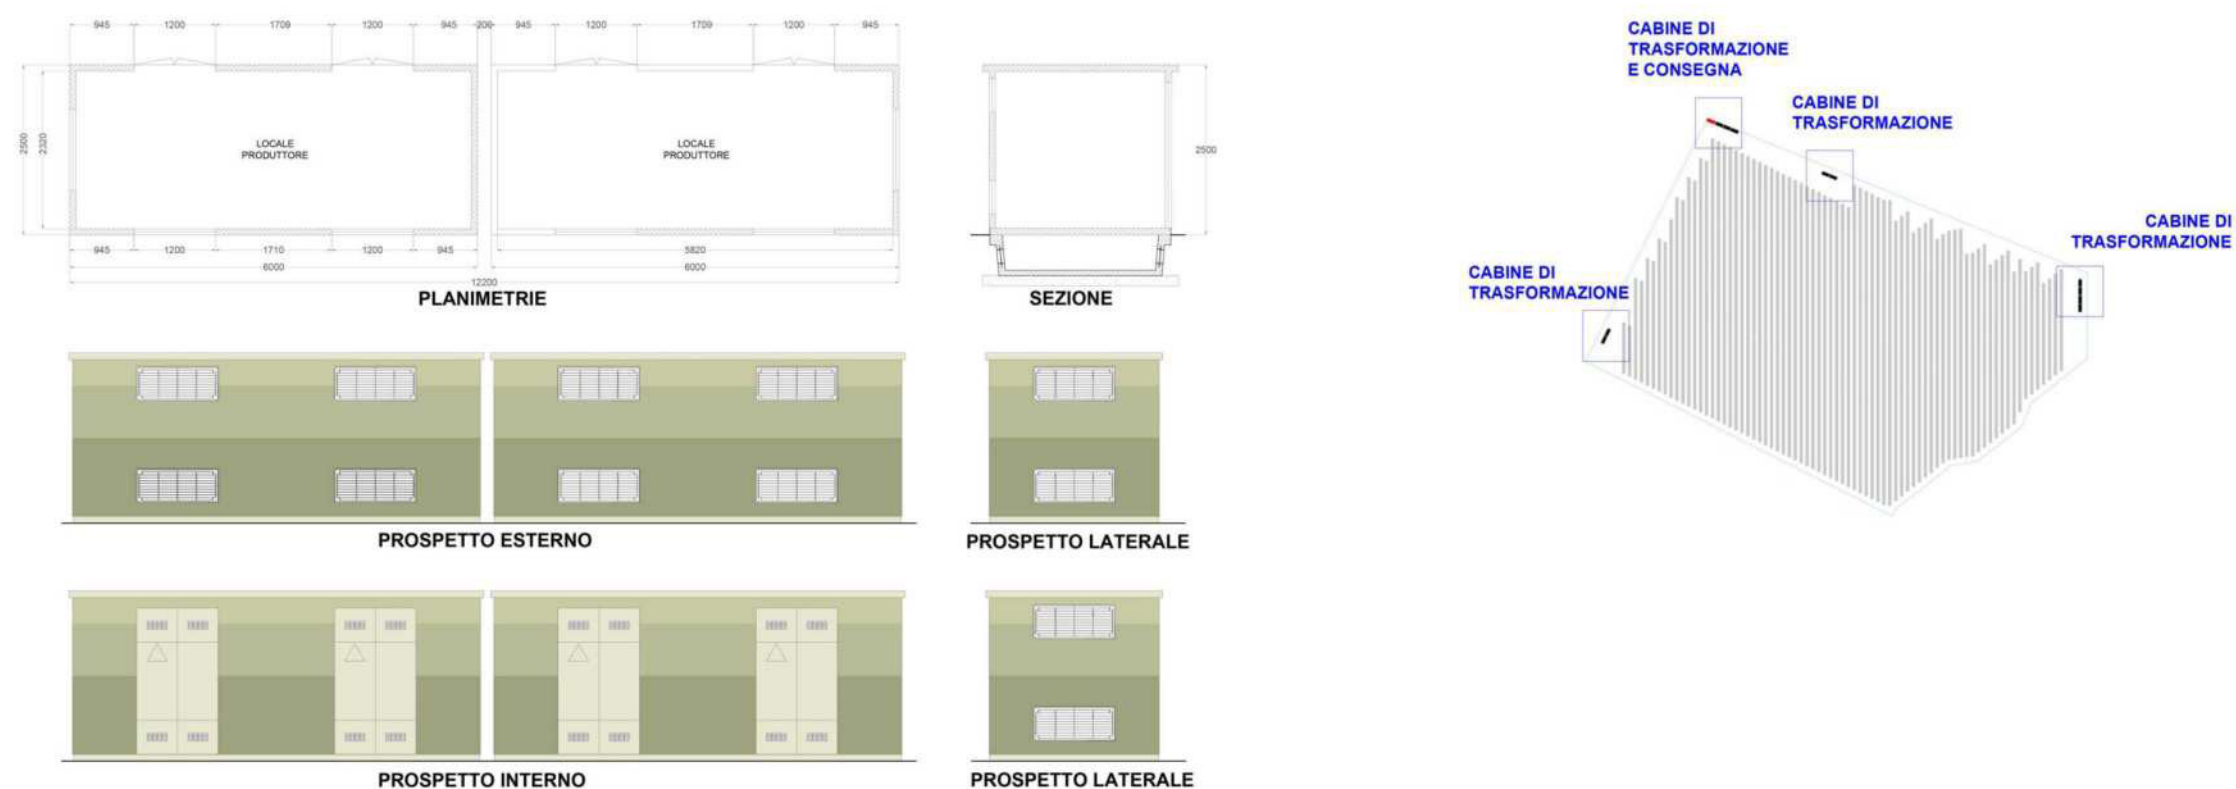 945 1200 1709 1200 945 200 945 1200 1709 1200 945
2500
2320
LOCALE
PRODUTTORE
LOCALE
PRODUTTORE
2500
945 1200 1710 1200 945 5820
6000 6000
12200
PLANIMETRIE
SEZIONE
PROSPETTO ESTERNO
PROSPETTO LATERALE
PROSPETTO INTERNO
PROSPETTO LATERALE
CABINE DI
TRASFORMAZIONE
E CONSEGNA
CABINE DI
TRASFORMAZIONE
CABINE DI
TRASFORMAZIONE
CABINE DI
TRASFORMAZIONE